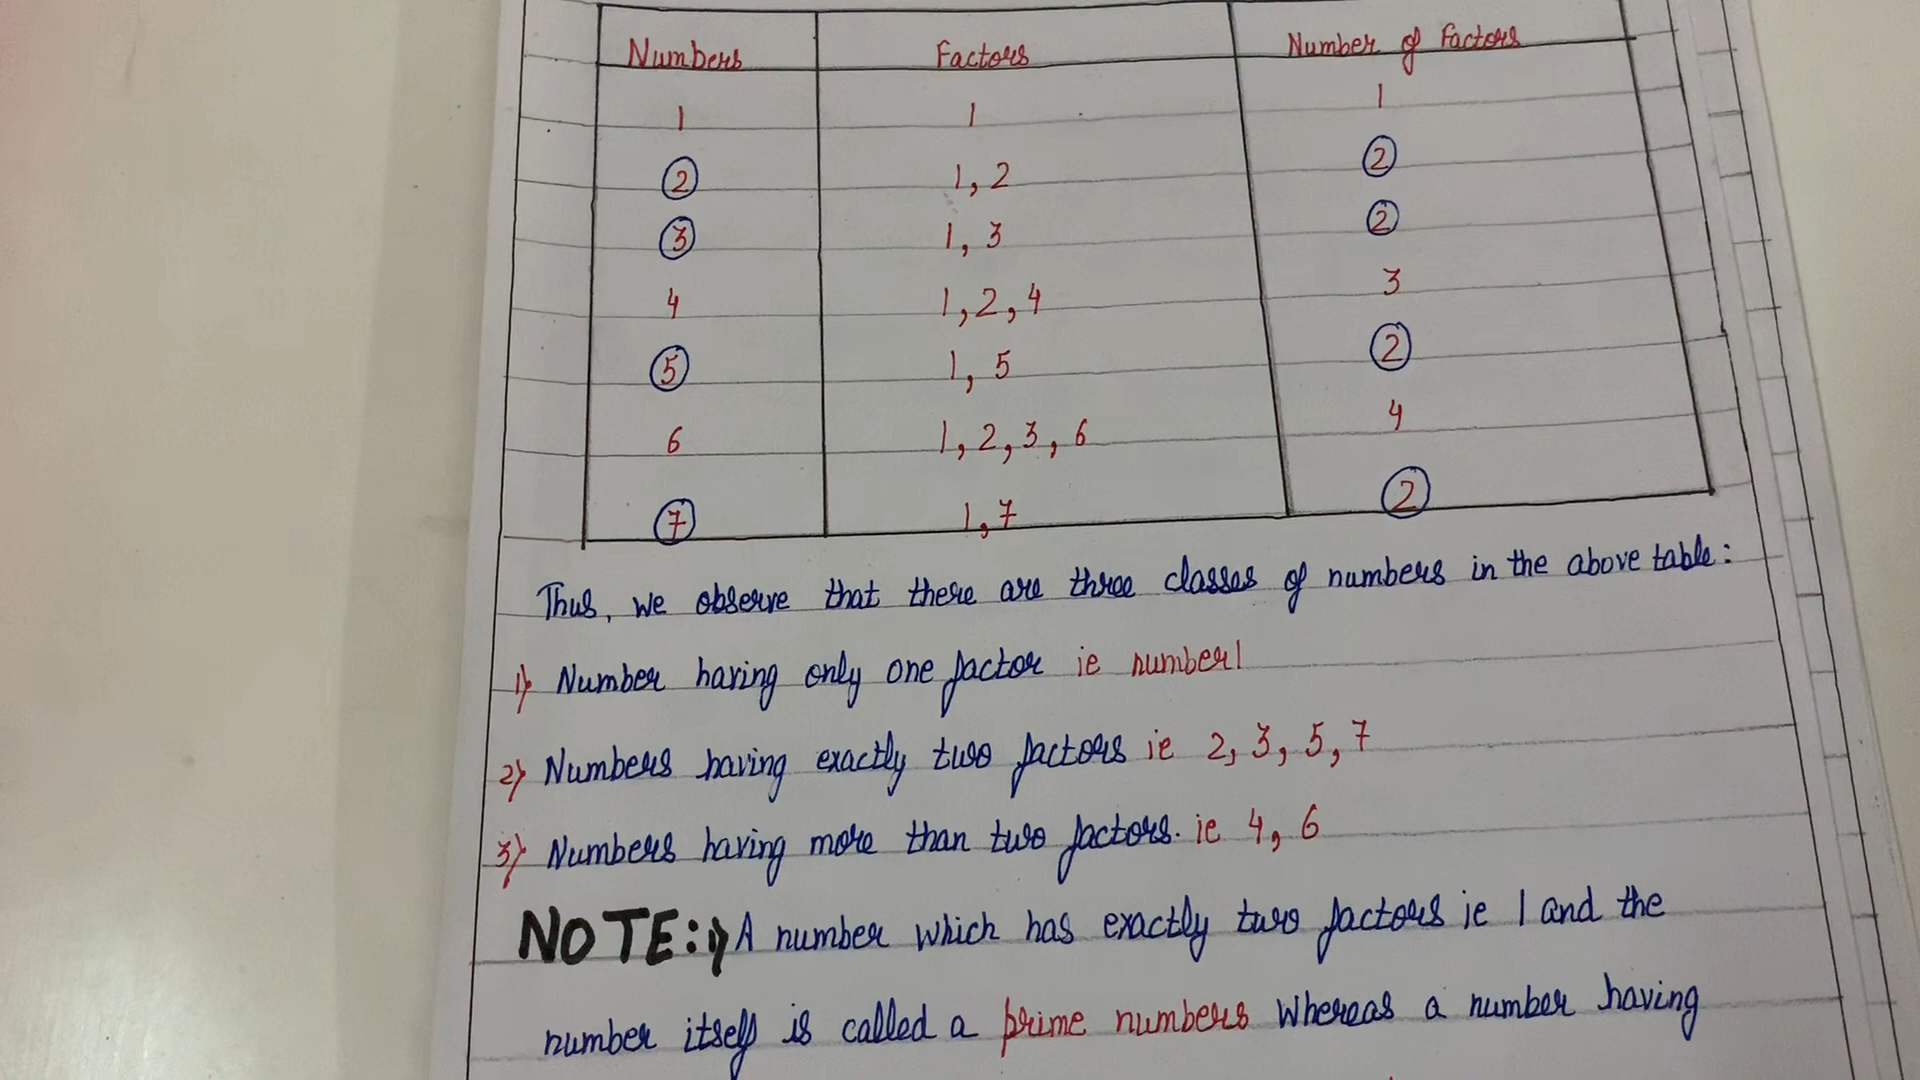 Numbers Factors Number of factors
1 1 1
2 1, 2 2
3 1, 3 2
4 1, 2, 4 3
5 1, 5 2
6 1, 2, 3, 6 4
7 1, 7 2
Thus, we observe that there are three classes of numbers in the above table:
1) Number having only one factor ie number 1
2) Numbers having exactly two factors ie 2, 3, 5, 7
3) Numbers having more than two factors. ie 4, 6
NOTE:1) A number which has exactly two factors ie 1 and the
number itself is called a prime numbers whereas a number having